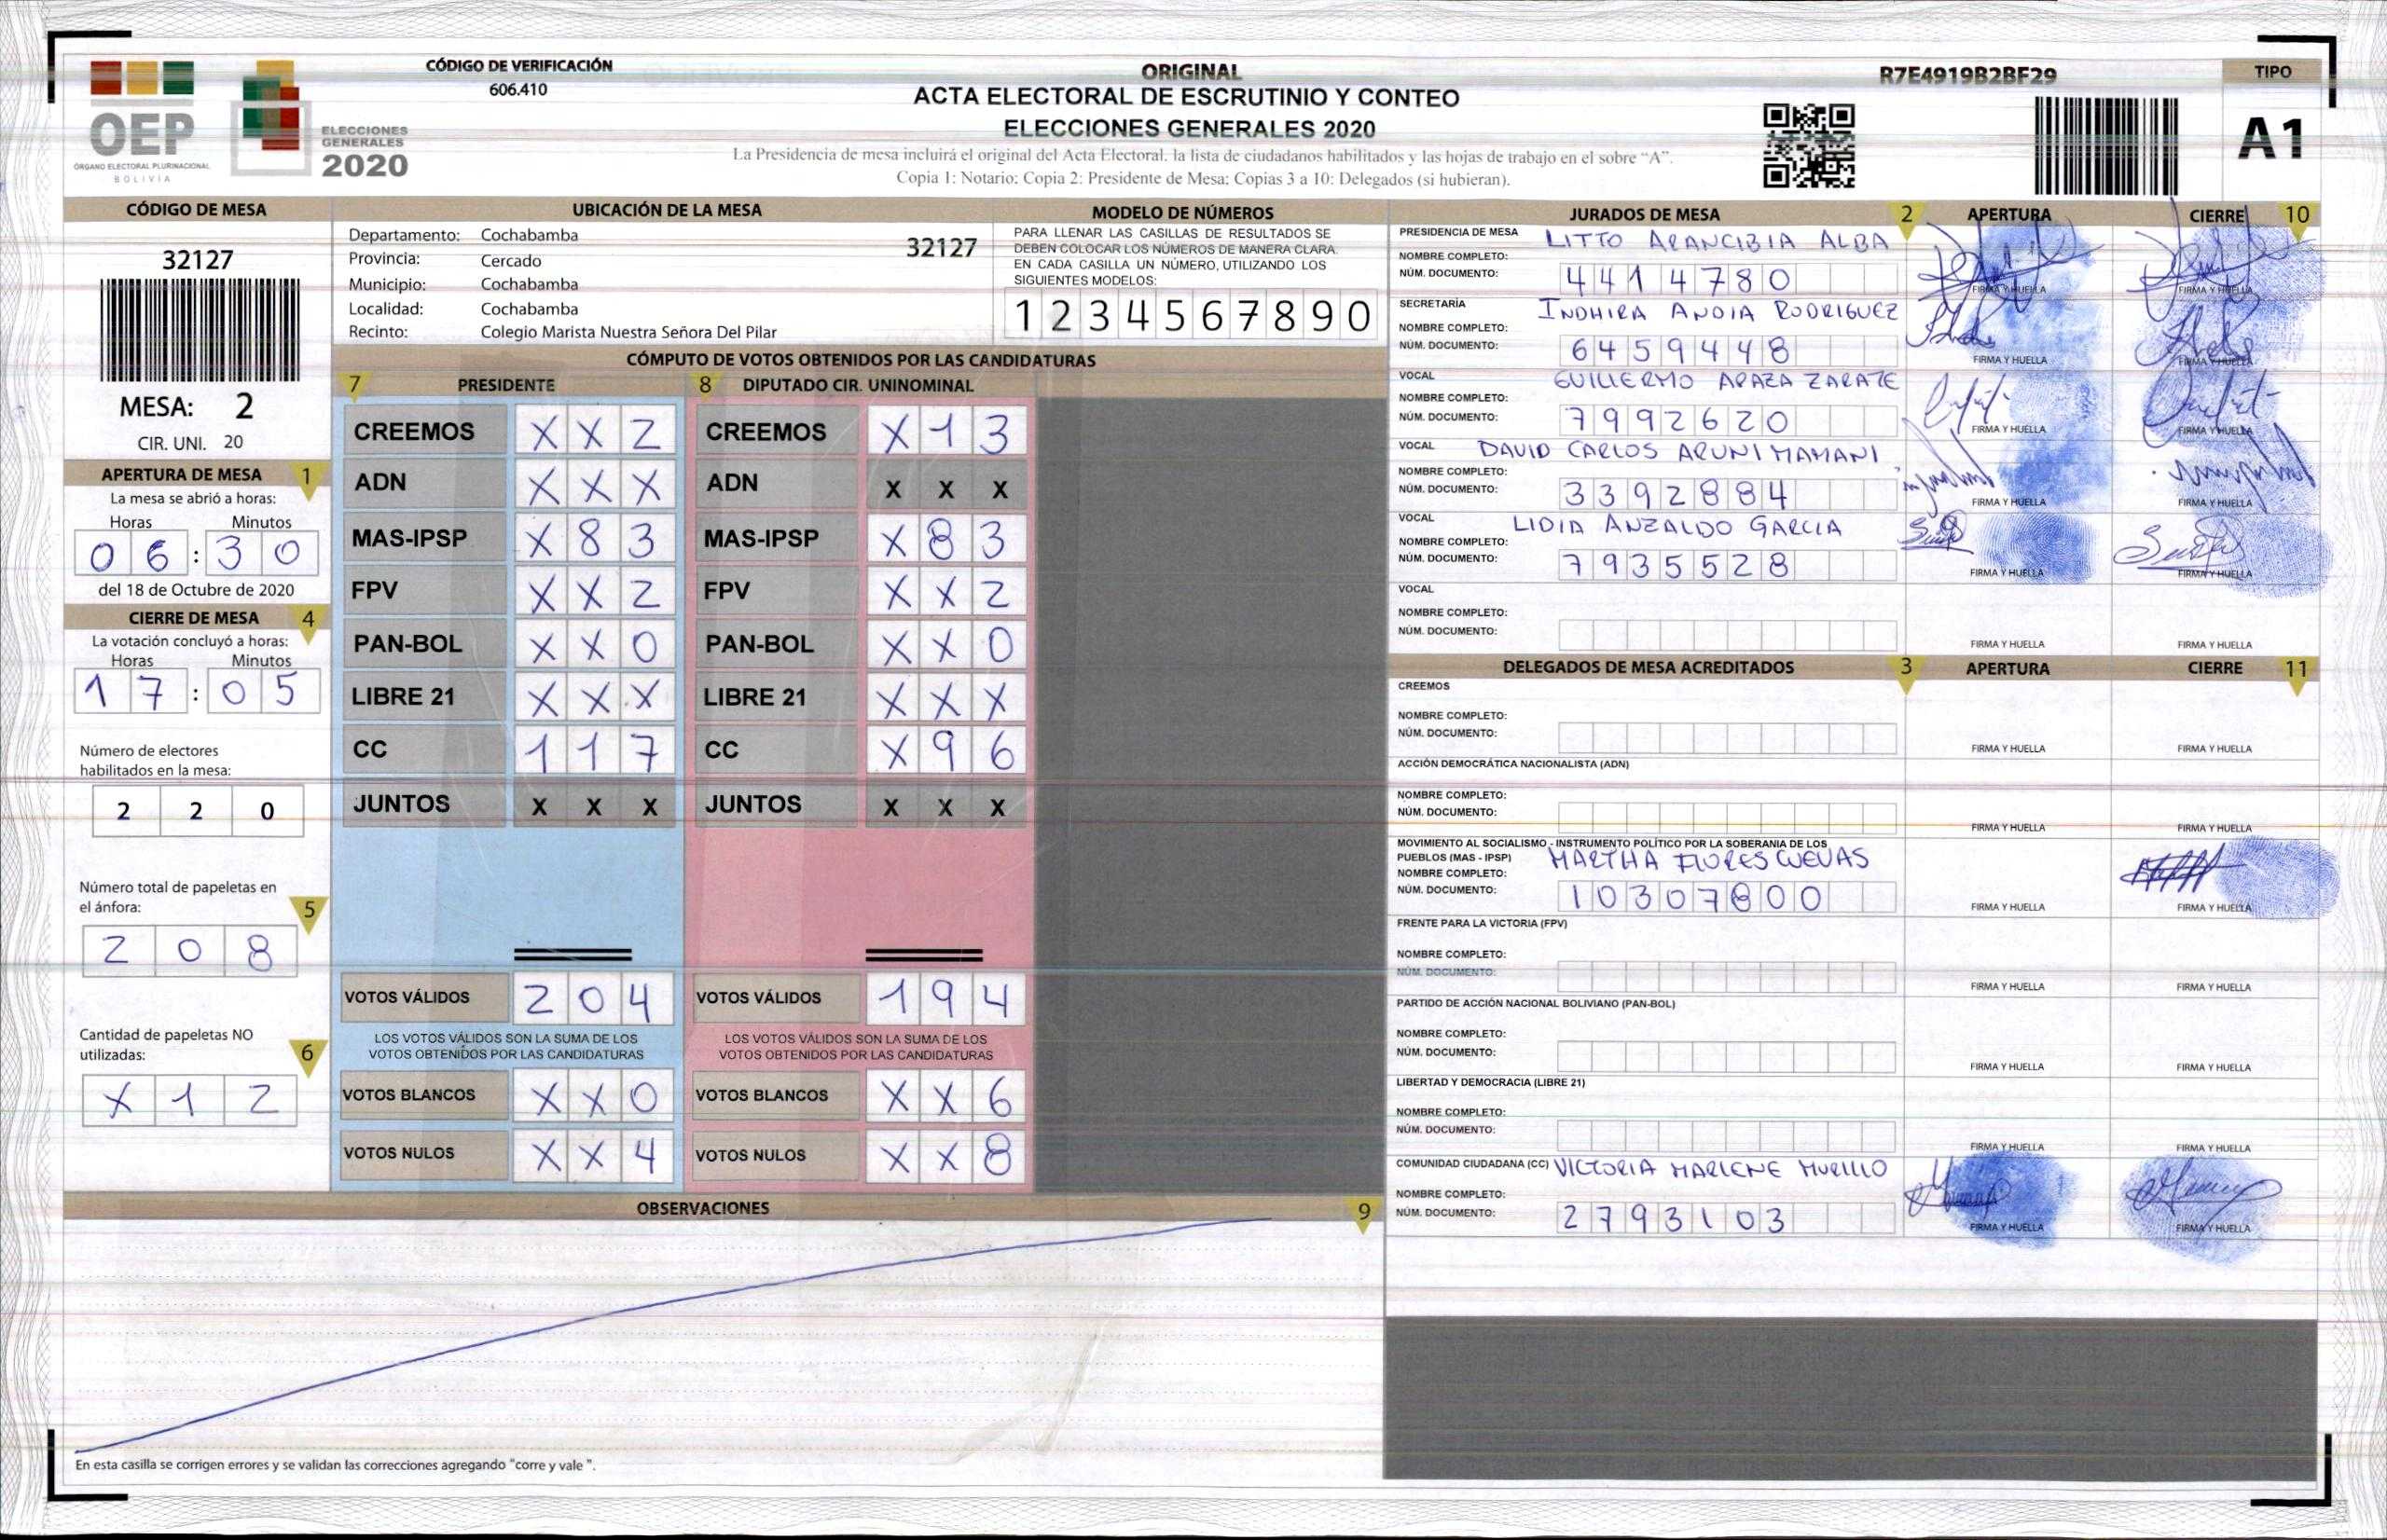 CÓDIGO DE VERIFICACIÓN
606.410
ORIGINAL
ACTA ELECTORAL DE ESCRUTINIO Y CONTEO
ELECCIONES GENERALES 2020
La Presidencia de mesa incluirá el original del Acta Electoral, la lista de ciudadanos habilitados y las hojas de trabajo en el sobre “A”.
Copia 1: Notario; Copia 2: Presidente de Mesa; Copias 3 a 10: Delegados (si hubieran).
R7E4919B2BF29
TIPO
A1
OEP
ÓRGANO ELECTORAL PLURINACIONAL
BOLIVIA
ELECCIONES
GENERALES
2020
CÓDIGO DE MESA
32127
MESA: 2
CIR. UNI. 20
APERTURA DE MESA 1
La mesa se abrió a horas:
Horas Minutos
0 6 : 3 0
del 18 de Octubre de 2020
CIERRE DE MESA 4
La votación concluyó a horas:
Horas Minutos
1 7 : 0 5
Número de electores
habilitados en la mesa:
2 2 0
Número total de papeletas en
el ánfora: 5
2 0 8
Cantidad de papeletas NO
utilizadas: 6
X 1 2
UBICACIÓN DE LA MESA
Departamento: Cochabamba 32127
Provincia: Cercado
Municipio: Cochabamba
Localidad: Cochabamba
Recinto: Colegio Marista Nuestra Señora Del Pilar
MODELO DE NÚMEROS
PARA LLENAR LAS CASILLAS DE RESULTADOS SE
DEBEN COLOCAR LOS NÚMEROS DE MANERA CLARA.
EN CADA CASILLA UN NÚMERO, UTILIZANDO LOS
SIGUIENTES MODELOS:
1 2 3 4 5 6 7 8 9 0
CÓMPUTO DE VOTOS OBTENIDOS POR LAS CANDIDATURAS
7 PRESIDENTE
CREEMOS X X 2
ADN X X X
MAS-IPSP X 8 3
FPV X X 2
PAN-BOL X X 0
LIBRE 21 X X X
CC 1 1 7
JUNTOS X X X
VOTOS VÁLIDOS 2 0 4
LOS VOTOS VÁLIDOS SON LA SUMA DE LOS
VOTOS OBTENIDOS POR LAS CANDIDATURAS
VOTOS BLANCOS X X 0
VOTOS NULOS X X 4
8 DIPUTADO CIR. UNINOMINAL
CREEMOS X 1 3
ADN X X X
MAS-IPSP X 8 3
FPV X X 2
PAN-BOL X X 0
LIBRE 21 X X X
CC X 9 6
JUNTOS X X X
VOTOS VÁLIDOS 1 9 4
LOS VOTOS VÁLIDOS SON LA SUMA DE LOS
VOTOS OBTENIDOS POR LAS CANDIDATURAS
VOTOS BLANCOS X X 6
VOTOS NULOS X X 8
OBSERVACIONES 9
En esta casilla se corrigen errores y se validan las correcciones agregando "corre y vale ".
JURADOS DE MESA 2 APERTURA CIERRE 10
PRESIDENCIA DE MESA LITTO ARANCIBIA ALBA
NOMBRE COMPLETO:
NÚM. DOCUMENTO: 4414780
FIRMA Y HUELLA FIRMA Y HUELLA
SECRETARÍA INDHIRA ANDIA RODRIGUEZ
NOMBRE COMPLETO:
NÚM. DOCUMENTO: 6459448
FIRMA Y HUELLA FIRMA Y HUELLA
VOCAL GUILLERMO APAZA ZARATE
NOMBRE COMPLETO:
NÚM. DOCUMENTO: 7992620
FIRMA Y HUELLA FIRMA Y HUELLA
VOCAL DAVID CARLOS ARUNI MAMANI
NOMBRE COMPLETO:
NÚM. DOCUMENTO: 3392884
FIRMA Y HUELLA FIRMA Y HUELLA
VOCAL LIDIA ANZALDO GARCIA
NOMBRE COMPLETO:
NÚM. DOCUMENTO: 7935528
FIRMA Y HUELLA FIRMA Y HUELLA
VOCAL
NOMBRE COMPLETO:
NÚM. DOCUMENTO:
FIRMA Y HUELLA FIRMA Y HUELLA
DELEGADOS DE MESA ACREDITADOS 3 APERTURA CIERRE 11
CREEMOS
NOMBRE COMPLETO:
NÚM. DOCUMENTO:
FIRMA Y HUELLA FIRMA Y HUELLA
ACCIÓN DEMOCRÁTICA NACIONALISTA (ADN)
NOMBRE COMPLETO:
NÚM. DOCUMENTO:
FIRMA Y HUELLA FIRMA Y HUELLA
MOVIMIENTO AL SOCIALISMO - INSTRUMENTO POLÍTICO POR LA SOBERANIA DE LOS
PUEBLOS (MAS - IPSP) MARTHA FLORES CUEVAS
NOMBRE COMPLETO:
NÚM. DOCUMENTO: 10307800
FIRMA Y HUELLA FIRMA Y HUELLA
FRENTE PARA LA VICTORIA (FPV)
NOMBRE COMPLETO:
NÚM. DOCUMENTO:
FIRMA Y HUELLA FIRMA Y HUELLA
PARTIDO DE ACCIÓN NACIONAL BOLIVIANO (PAN-BOL)
NOMBRE COMPLETO:
NÚM. DOCUMENTO:
FIRMA Y HUELLA FIRMA Y HUELLA
LIBERTAD Y DEMOCRACIA (LIBRE 21)
NOMBRE COMPLETO:
NÚM. DOCUMENTO:
FIRMA Y HUELLA FIRMA Y HUELLA
COMUNIDAD CIUDADANA (CC) VICTORIA MARLENE MURILLO
NOMBRE COMPLETO:
NÚM. DOCUMENTO: 2793103
FIRMA Y HUELLA FIRMA Y HUELLA